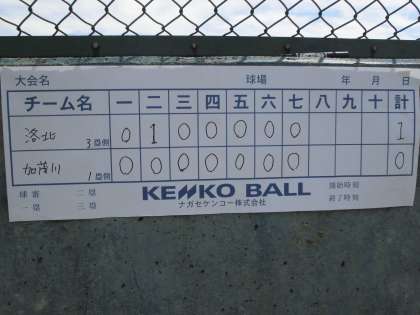 大会名 球場 年 月 日
チーム名 一 二 三 四 五 六 七 八 九 十 計
洛北 3塁側 0 1 0 0 0 0 0 1
加茂川 1塁側 0 0 0 0 0 0 0 0
球審 二塁 KENKO BALL 開始時刻
一塁 三塁 ナガセケンコー株式会社 終了時刻